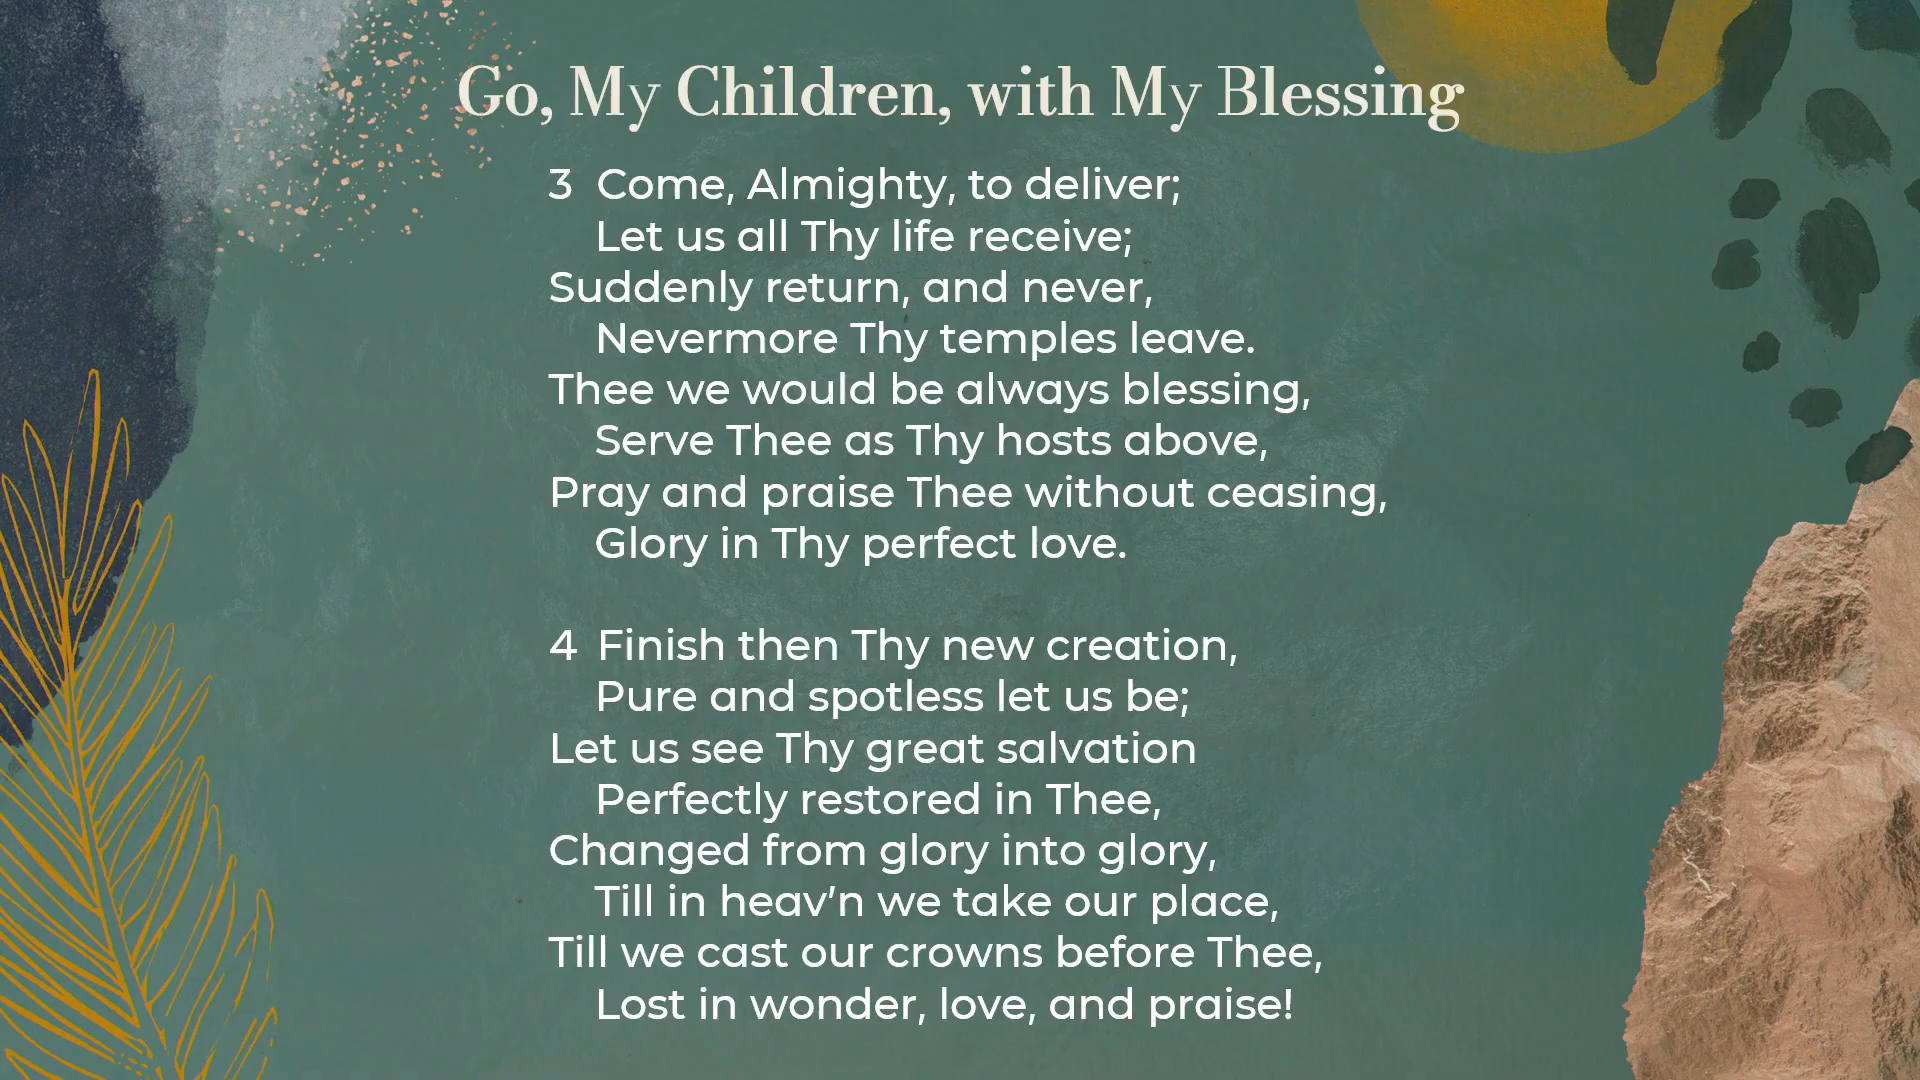 Go, My Children, with My Blessing
3 Come, Almighty, to deliver;
Let us all Thy life receive;
Suddenly return, and never,
Nevermore Thy temples leave.
Thee we would be always blessing,
Serve Thee as Thy hosts above,
Pray and praise Thee without ceasing,
Glory in Thy perfect love.
4 Finish then Thy new creation,
Pure and spotless let us be;
Let us see Thy great salvation
Perfectly restored in Thee,
Changed from glory into glory,
Till in heav’n we take our place,
Till we cast our crowns before Thee,
Lost in wonder, love, and praise!